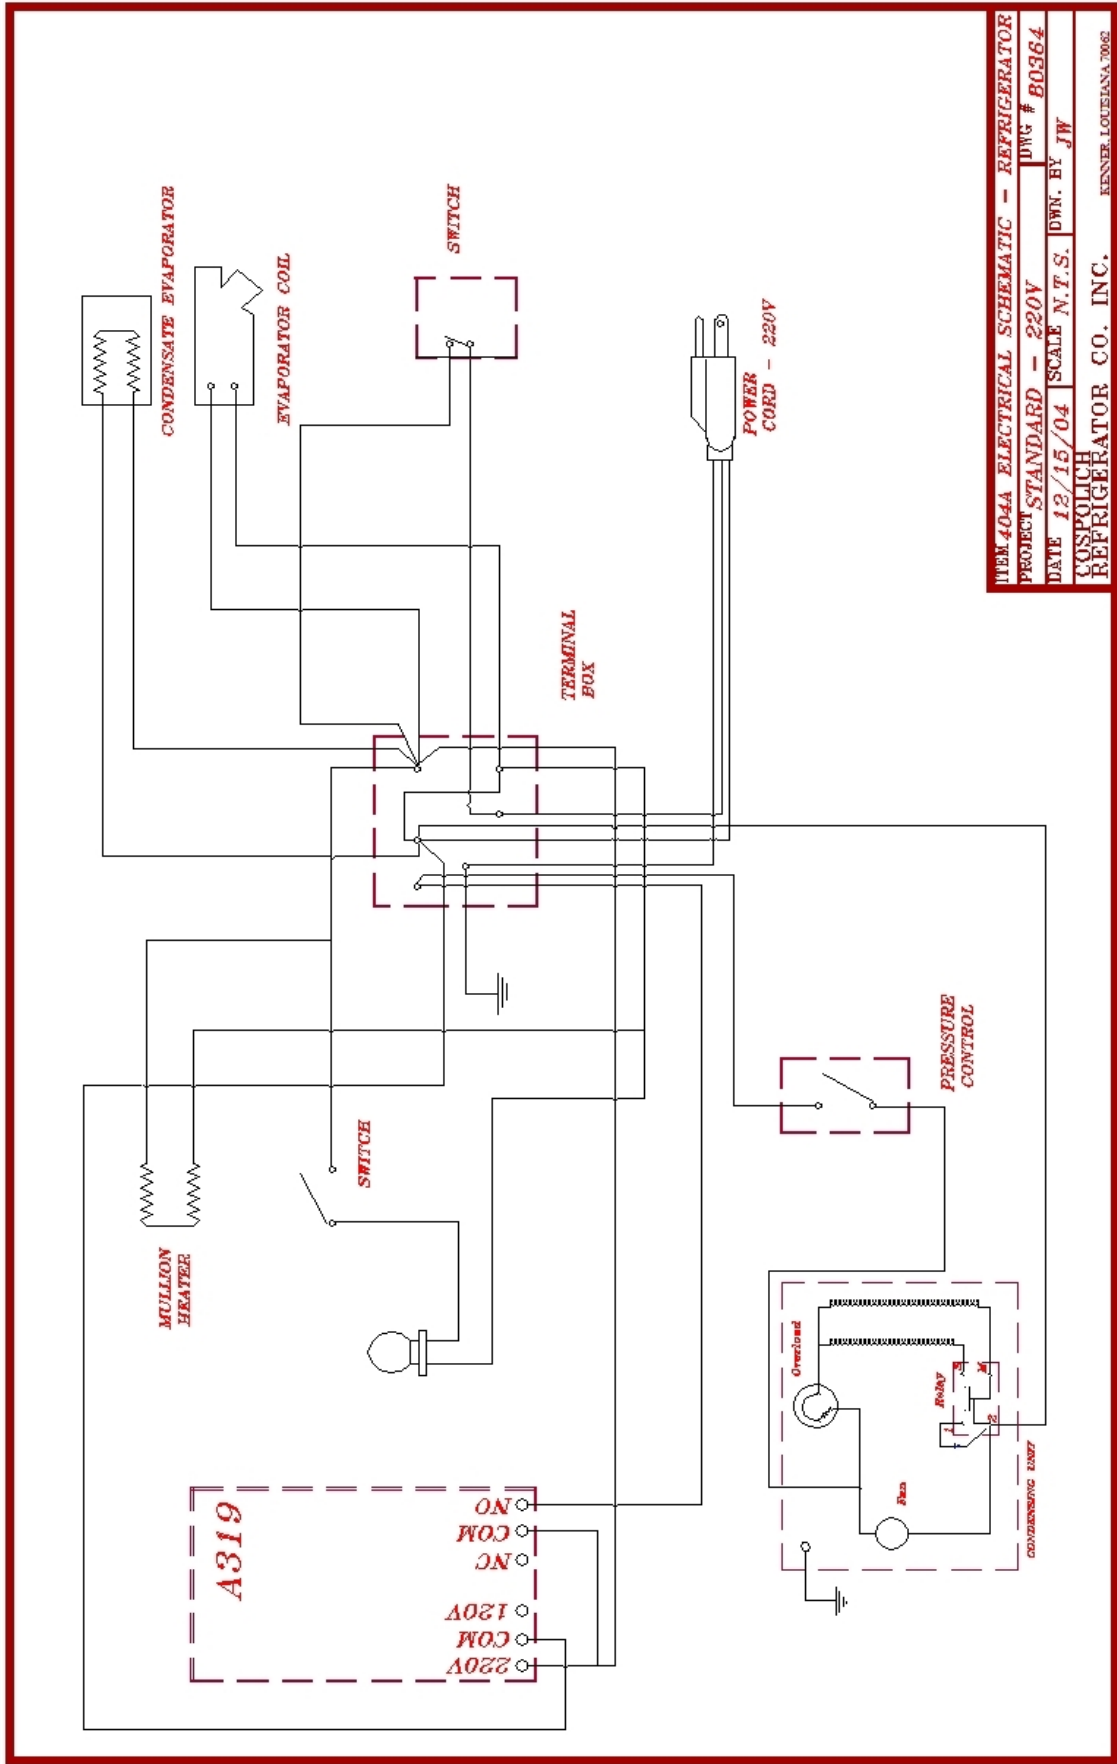 CONDENSATE EVAPORATOR
EVAPORATOR COIL
SWITCH
POWER
CORD - 220V
TERMINAL
BOX
MULLION
HEATER
SWITCH
PRESSURE
CONTROL
A319
NO
COM
NC
120V
COM
220V
Overload
Relay
S
M
1
2
Fan
CONDENSING UNIT
ITEM 404A ELECTRICAL SCHEMATIC - REFRIGERATOR
PROJECT STANDARD - 220V DWG # B0364
DATE 12/15/04 SCALE N.T.S. DWN. BY JW
COSPOLICH
REFRIGERATOR CO. INC. KENNER, LOUISIANA 70062